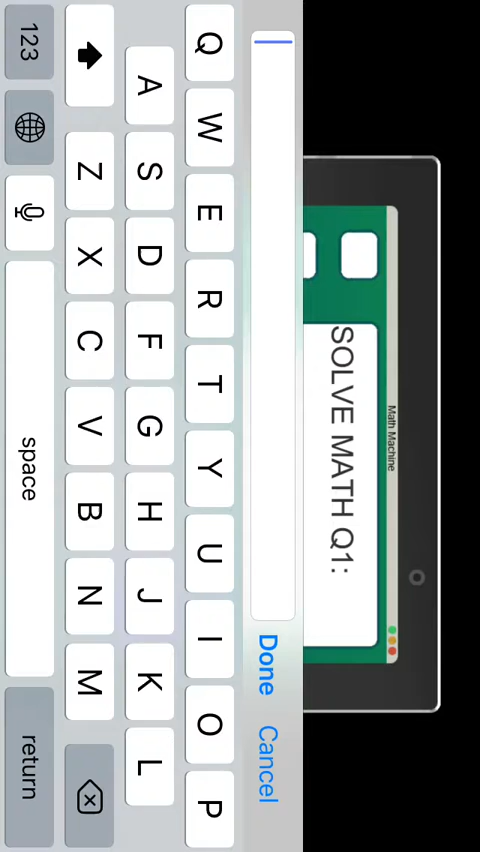 Math Machine
SOLVE MATH Q1:
Done Cancel
Q W E R T Y U I O P
A S D F G H J K L
Z X C V B N M
123 space return